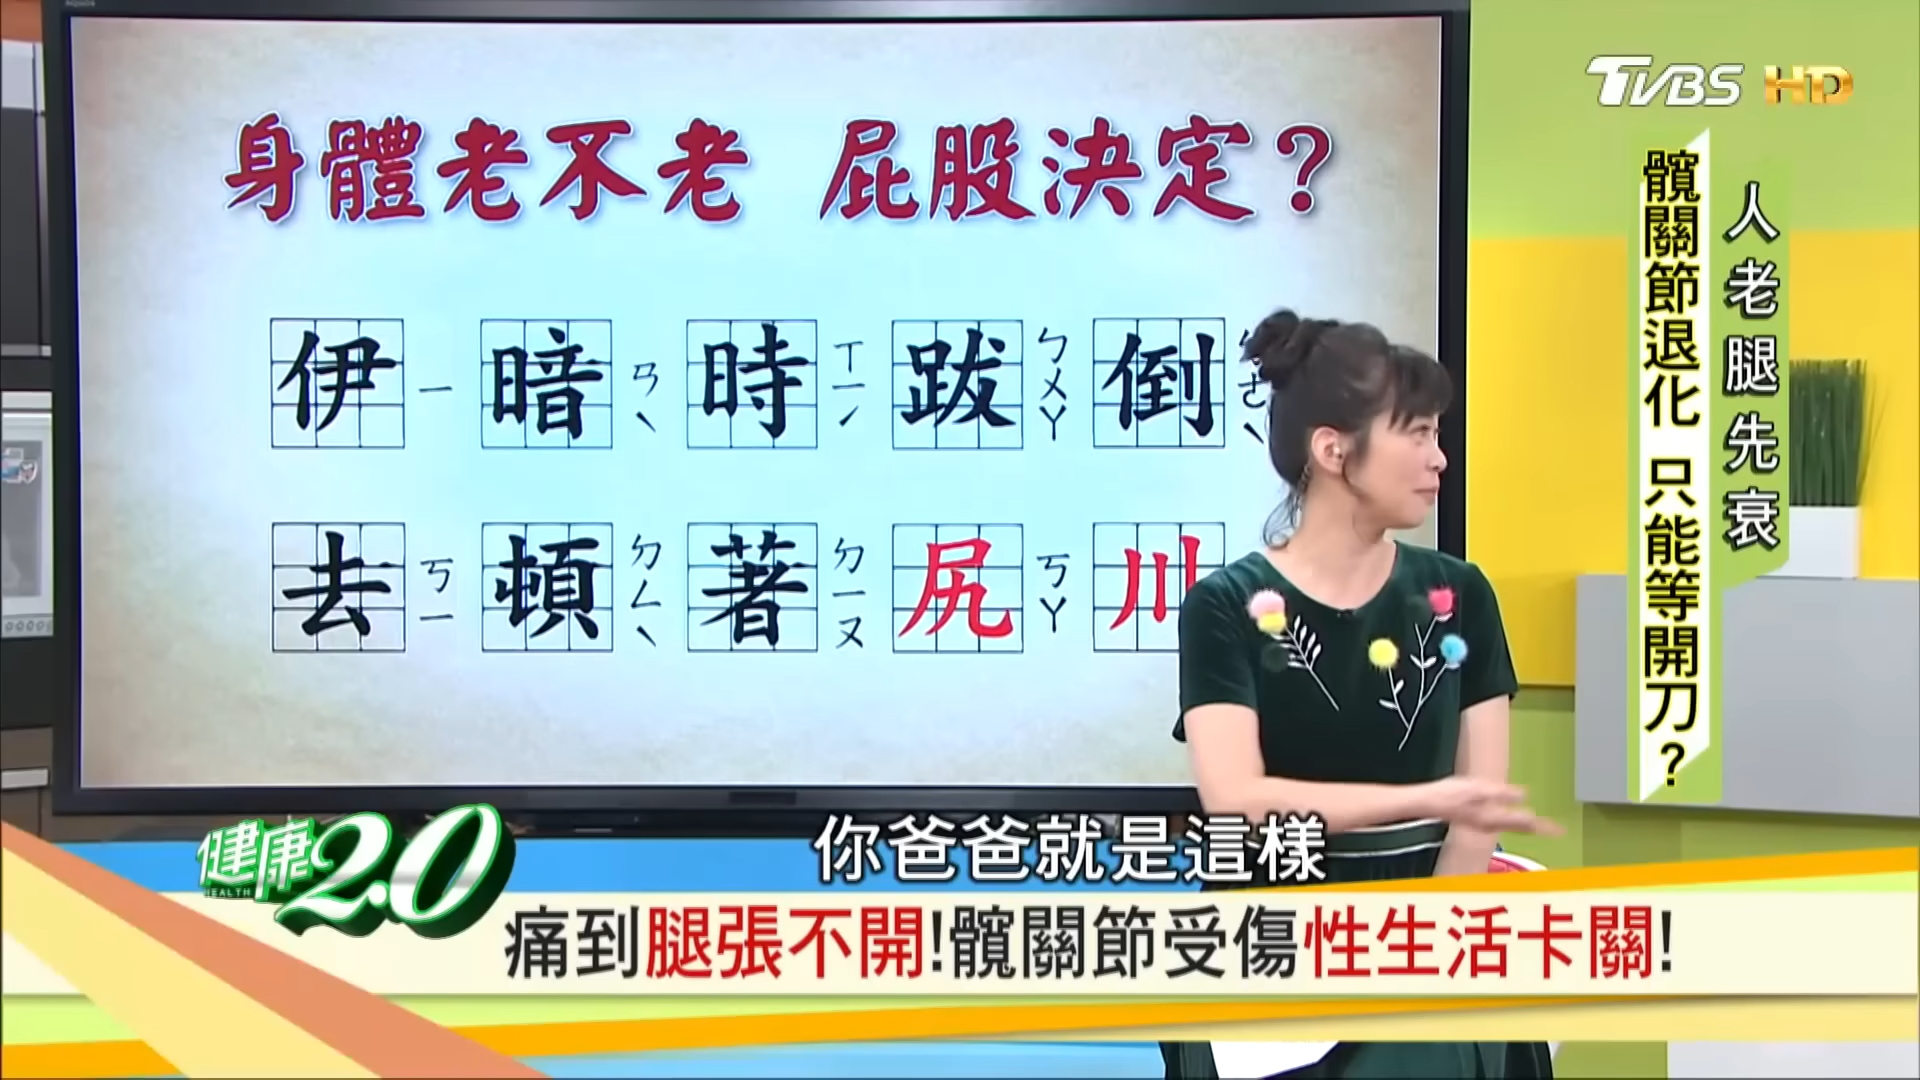 TVBS HD
身體老不老 屁股決定?
伊 ㄧ 暗 ㄢˋ 時 ㄒㄧˊ 跋 ㄅㄨㄚ 倒
去 ㄎㄧ 頓 ㄉㄥˋ 著 ㄉㄧㄡ 尻 ㄎㄚ 川
人老腿先衰
髖關節退化 只能等開刀?
你爸爸就是這樣
健康2.0
HEALTH
痛到腿張不開!髖關節受傷性生活卡關!